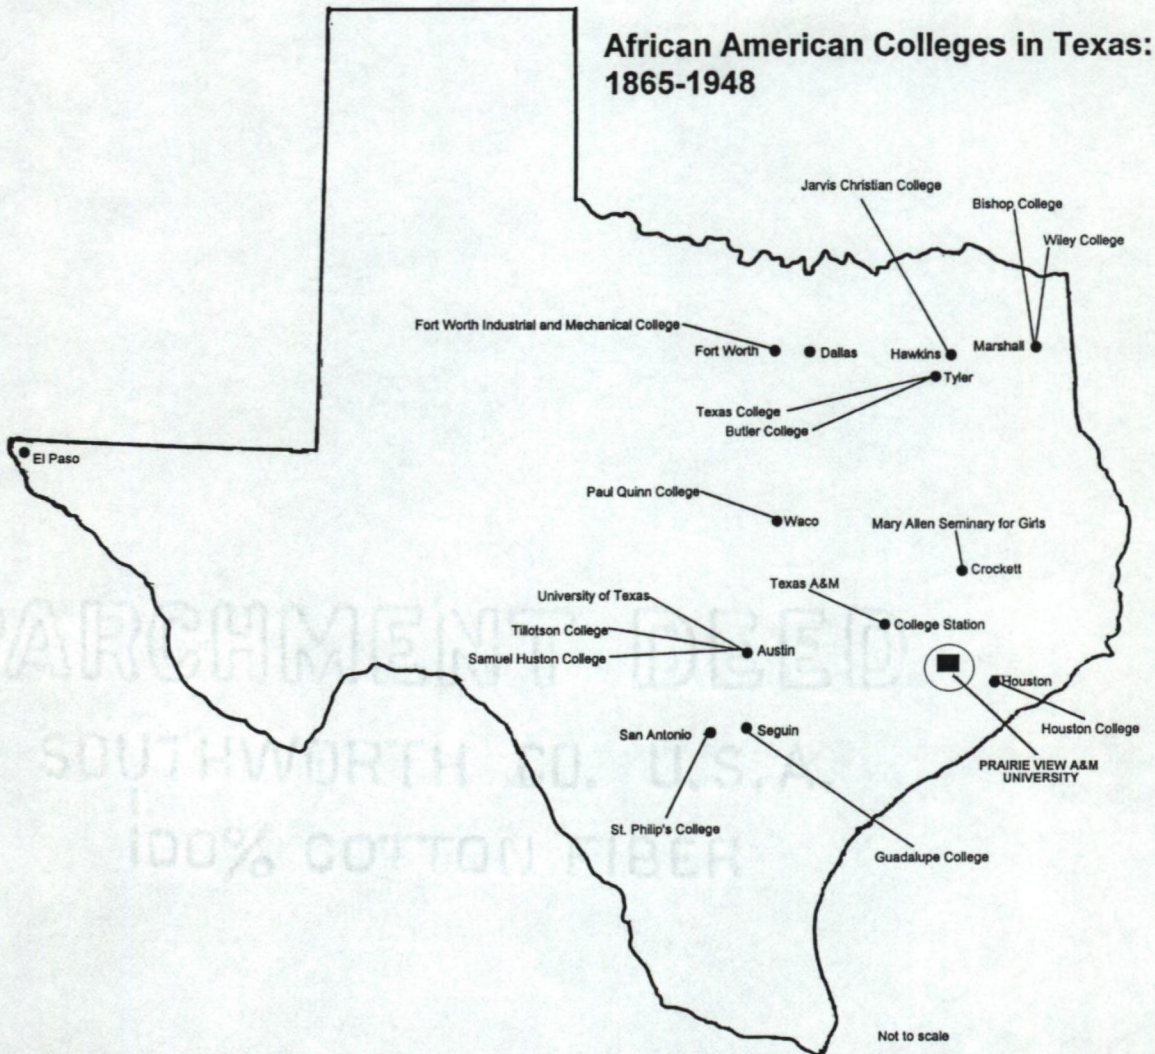 African American Colleges in Texas:
1865-1948
Jarvis Christian College
Bishop College
Wiley College
Fort Worth Industrial and Mechanical College
Fort Worth
Dallas
Hawkins
Marshall
Tyler
Texas College
Butler College
El Paso
Paul Quinn College
Waco
Mary Allen Seminary for Girls
Crockett
Texas A&M
College Station
University of Texas
Tillotson College
Samuel Huston College
Austin
Houston
Houston College
PRAIRIE VIEW A&M
UNIVERSITY
San Antonio
Seguin
St. Philip's College
Guadalupe College
PARCHMENT DEED
SOUTHWORTH CO. U.S.A.
100% COTTON FIBER
Not to scale